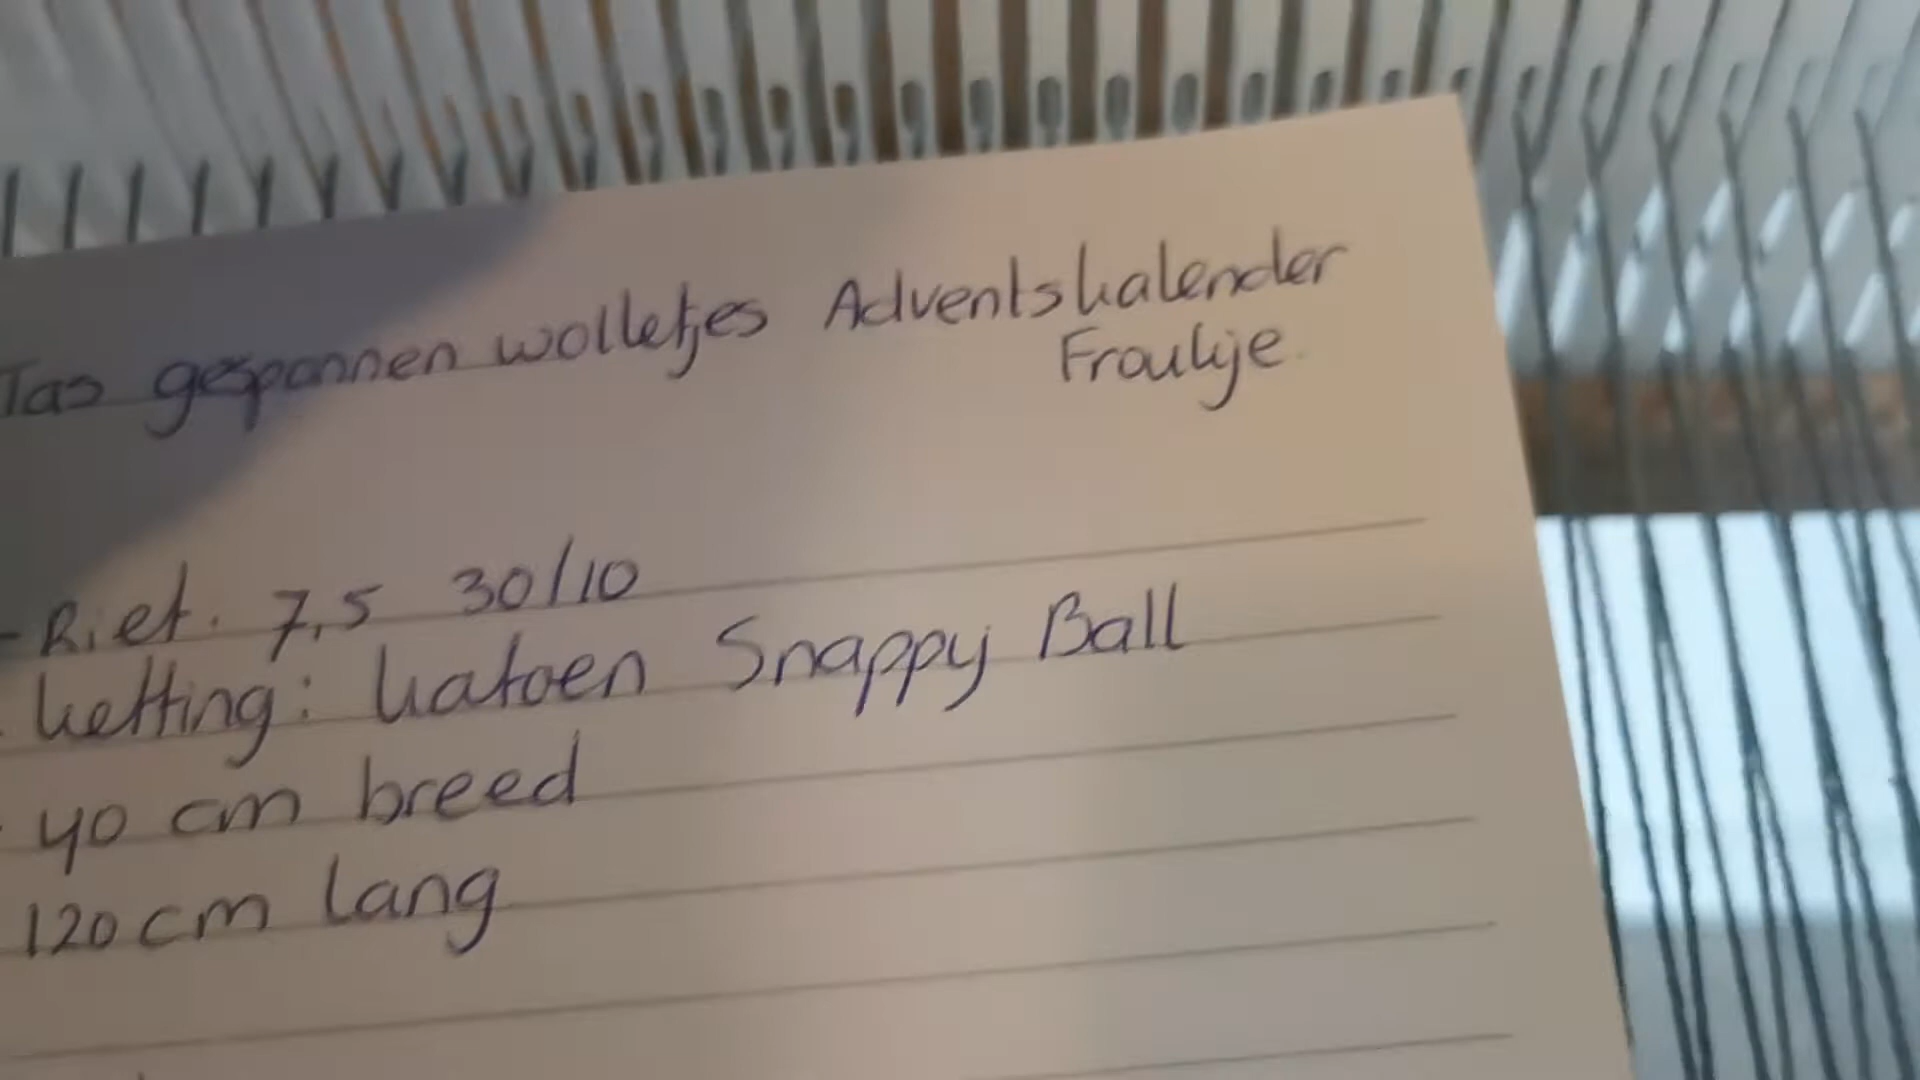 Tas gesponnen wolletjes Adventskalender
Froukje
- Riet. 7,5 30/10
. ketting: katoen Snappy Ball
. 40 cm breed
120 cm lang